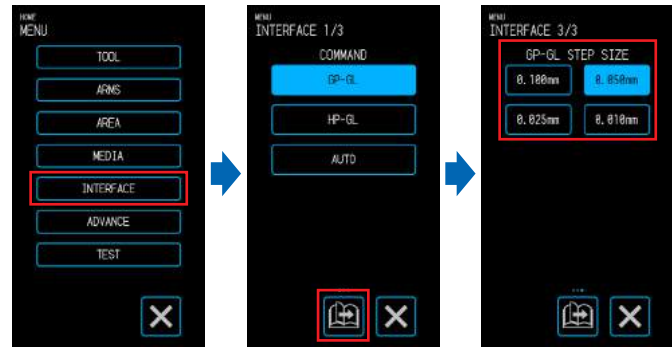 HOME
MENU
TOOL
ARMS
AREA
MEDIA
INTERFACE
ADVANCE
TEST
MENU
INTERFACE 1/3
COMMAND
GP-GL
HP-GL
AUTO
MENU
INTERFACE 3/3
GP-GL STEP SIZE
0.100mm 0.050mm
0.025mm 0.010mm